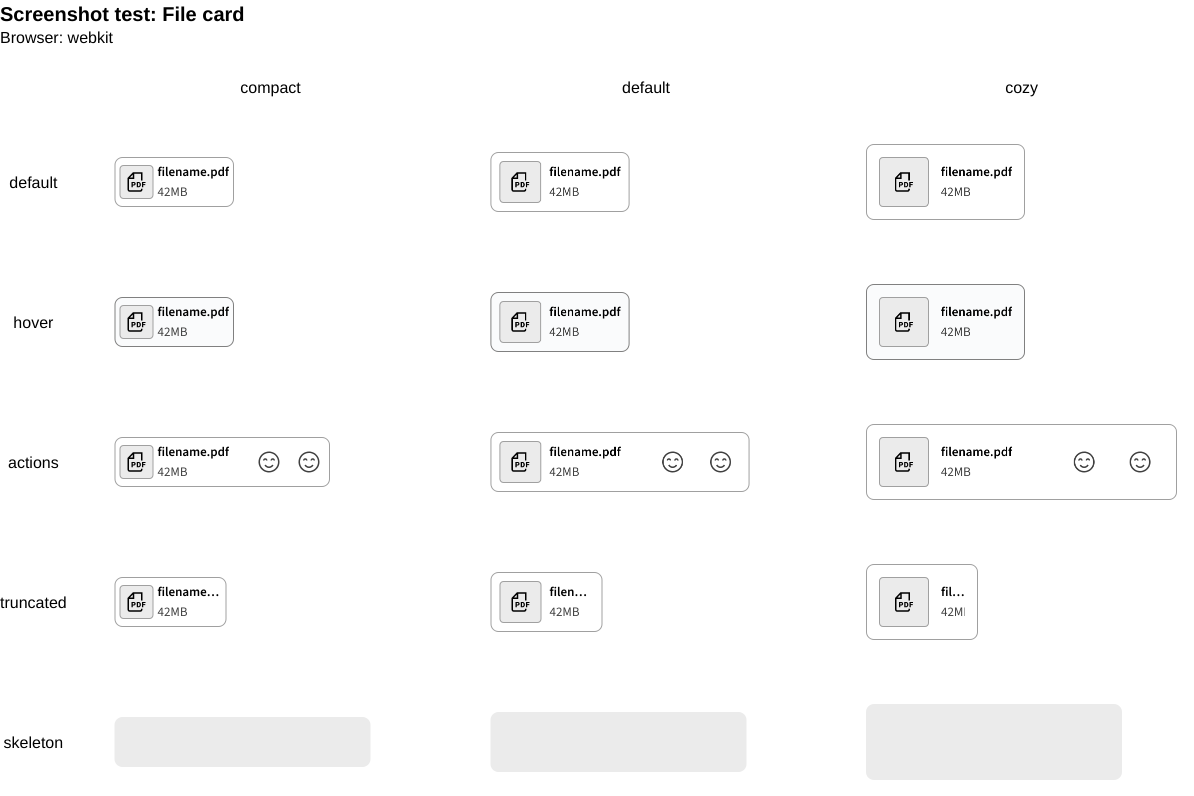 Screenshot test: File card
Browser: webkit
compact default cozy
default
PDF filename.pdf 42MB
PDF filename.pdf 42MB
PDF filename.pdf 42MB
hover
PDF filename.pdf 42MB
PDF filename.pdf 42MB
PDF filename.pdf 42MB
actions
PDF filename.pdf 42MB
PDF filename.pdf 42MB
PDF filename.pdf 42MB
truncated
PDF filename... 42MB
PDF filen... 42MB
PDF fil... 42M
skeleton